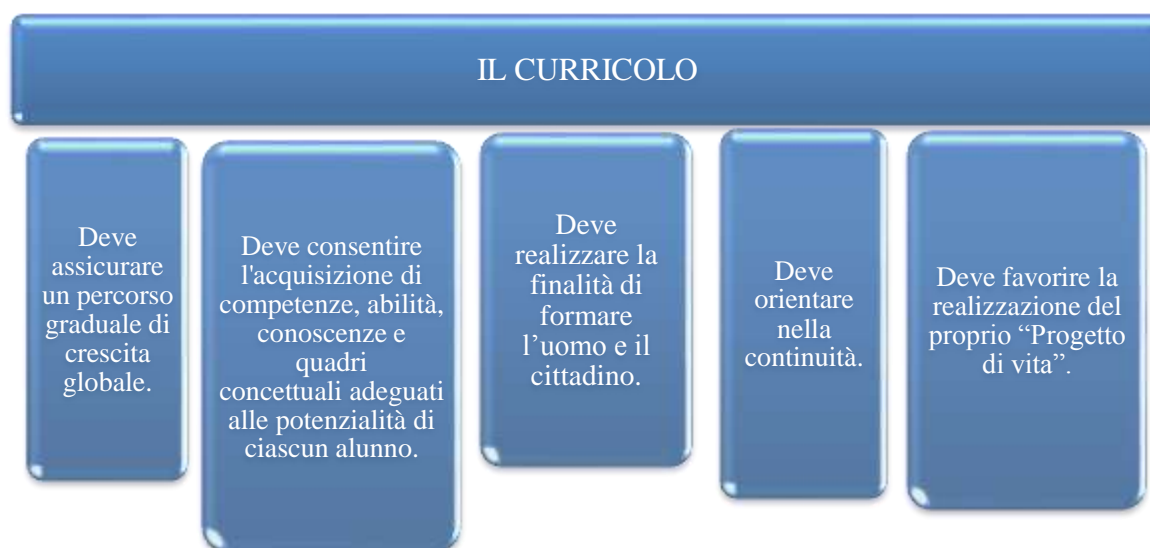 IL CURRICOLO
Deve
assicurare
un percorso
graduale di
crescita
globale.
Deve consentire
l'acquisizione di
competenze, abilità,
conoscenze e
quadri
concettuali adeguati
alle potenzialità di
ciascun alunno.
Deve
realizzare la
finalità di
formare
l’uomo e il
cittadino.
Deve
orientare
nella
continuità.
Deve favorire la
realizzazione del
proprio “Progetto
di vita”.